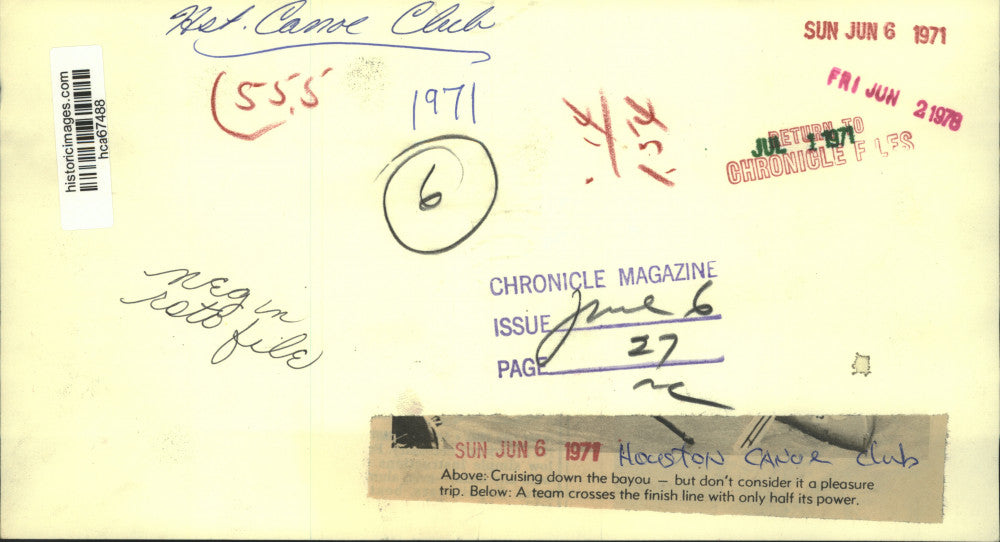 Hst. Canoe Club
SUN JUN 6 1971
FRI JUN 2 1978
historicimages.com
hca67488
555
1971
.4
.54
RETURN TO
JUL 1 1971
CHRONICLE FILES
6
neg in
roto file
CHRONICLE MAGAZINE
ISSUE June 6
PAGE 27
SUN JUN 6 1971 HOUSTON CANOE Club
Above: Cruising down the bayou — but don't consider it a pleasure
trip. Below: A team crosses the finish line with only half its power.